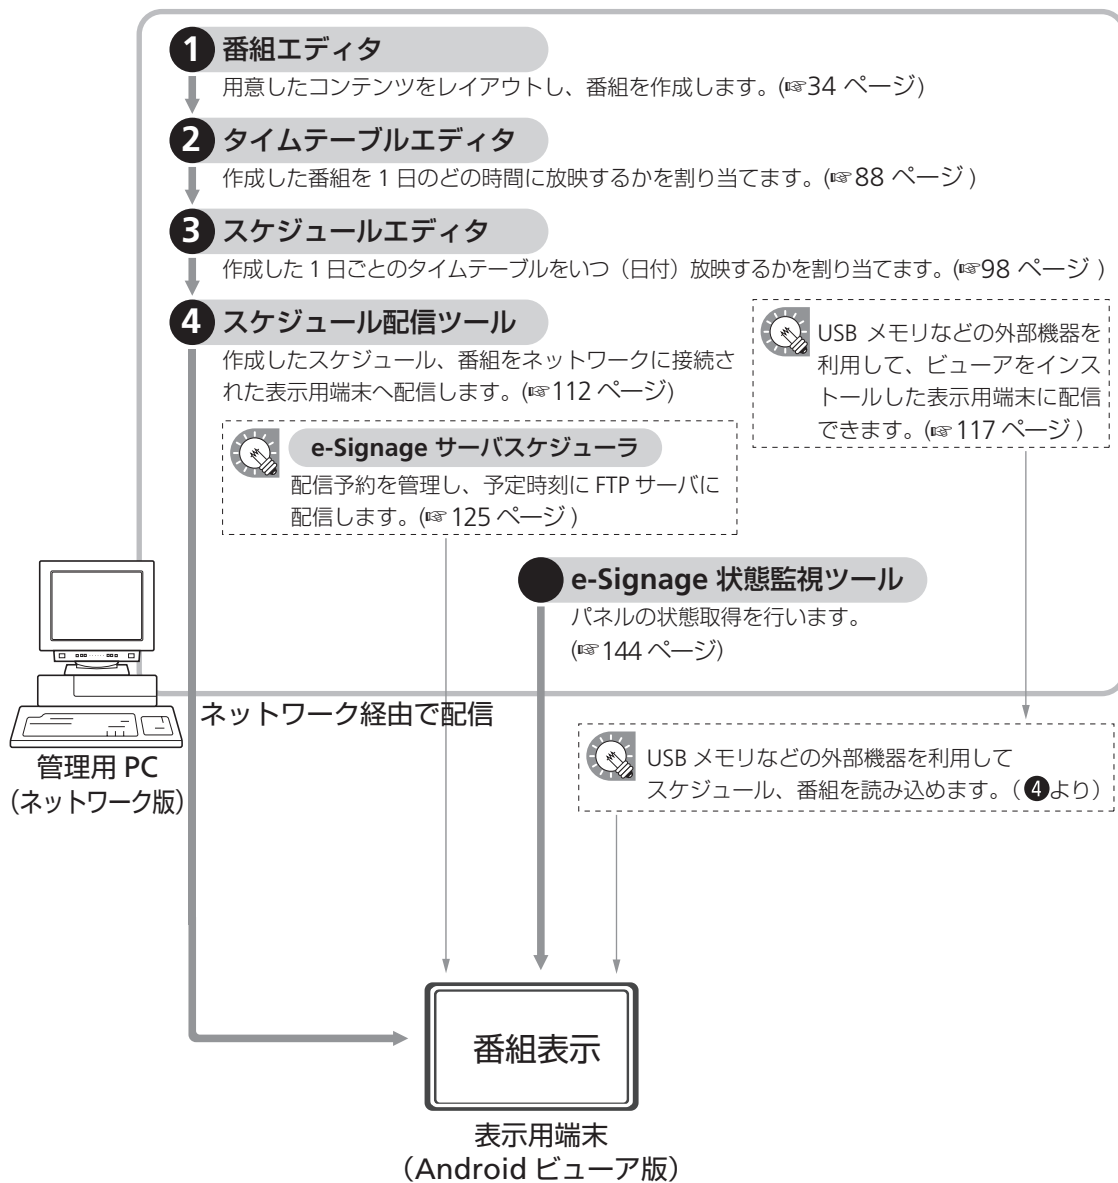 1 番組エディタ
用意したコンテンツをレイアウトし、番組を作成します。(☞34 ページ)
2 タイムテーブルエディタ
作成した番組を 1 日のどの時間に放映するかを割り当てます。(☞88 ページ )
3 スケジュールエディタ
作成した 1 日ごとのタイムテーブルをいつ（日付）放映するかを割り当てます。(☞98 ページ )
4 スケジュール配信ツール
作成したスケジュール、番組をネットワークに接続さ
れた表示用端末へ配信します。(☞112 ページ)
USB メモリなどの外部機器を
利用して、ビューアをインス
トールした表示用端末に配信
できます。(☞117 ページ )
e-Signage サーバスケジューラ
配信予約を管理し、予定時刻に FTP サーバに
配信します。(☞125 ページ )
e-Signage 状態監視ツール
パネルの状態取得を行います。
(☞144 ページ)
ネットワーク経由で配信
管理用 PC
（ネットワーク版）
USB メモリなどの外部機器を利用して
スケジュール、番組を読み込めます。（4より）
番組表示
表示用端末
（Android ビューア版）